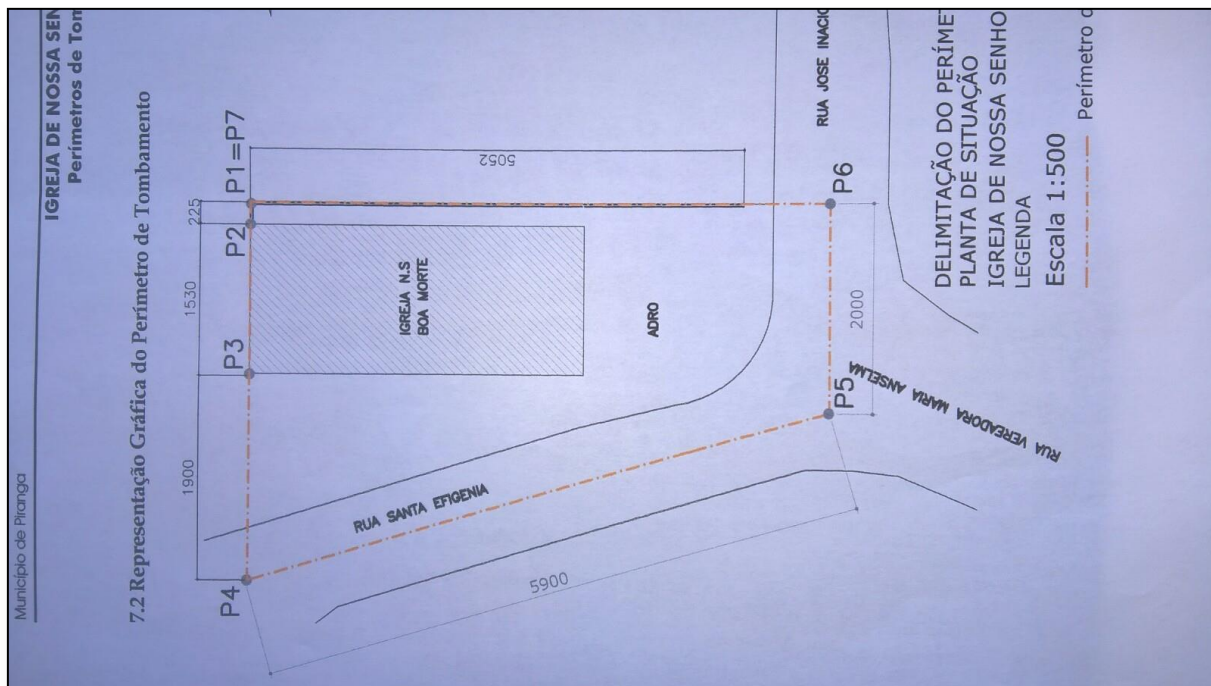 Município de Piranga
IGREJA DE NOSSA SEN
Perímetros de Tom
7.2 Representação Gráfica do Perímetro de Tombamento
P1=P7
P2
P3
P4
P5
P6
225
1530
1900
5052
2000
5900
IGREJA N.S
BOA MORTE
ADRO
RUA SANTA EFIGENIA
RUA JOSE INACIO
RUA VEREADORA MARIA ANSELMA
DELIMITAÇÃO DO PERÍME
PLANTA DE SITUAÇÃO
IGREJA DE NOSSA SENHO
LEGENDA
Escala 1:500
Perímetro d